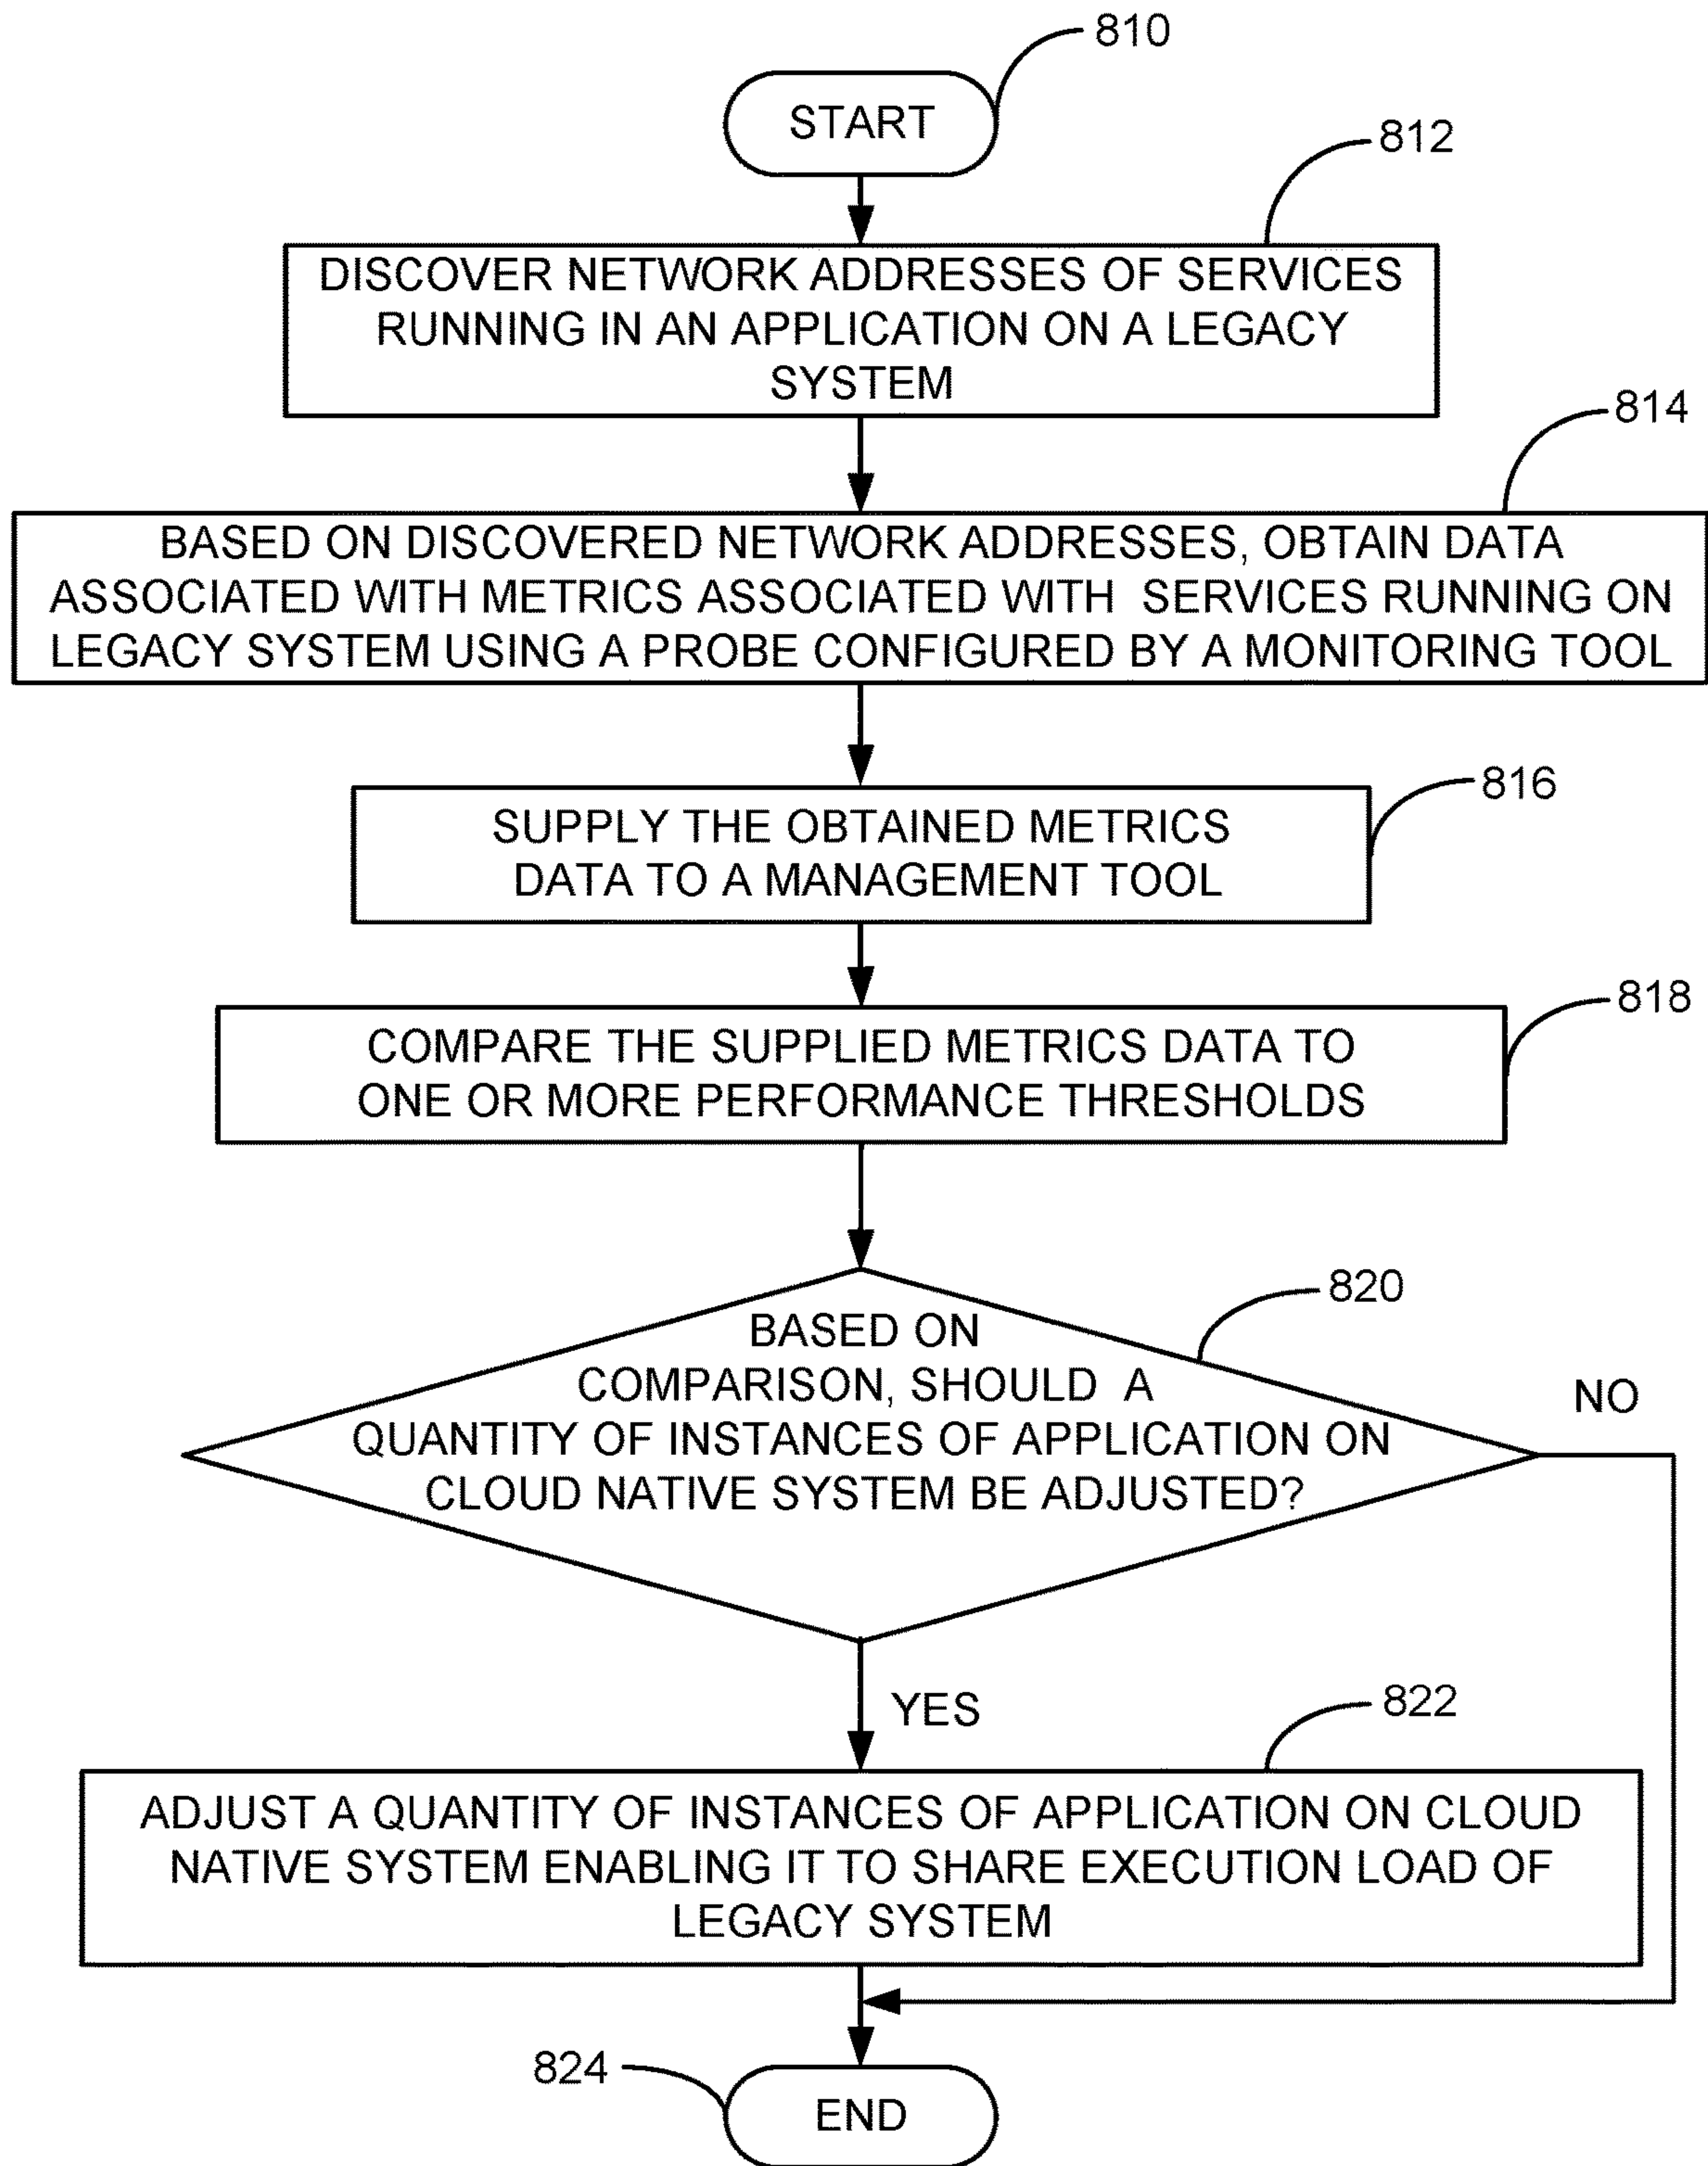 810
START
812
DISCOVER NETWORK ADDRESSES OF SERVICES
RUNNING IN AN APPLICATION ON A LEGACY
SYSTEM
814
BASED ON DISCOVERED NETWORK ADDRESSES, OBTAIN DATA
ASSOCIATED WITH METRICS ASSOCIATED WITH SERVICES RUNNING ON
LEGACY SYSTEM USING A PROBE CONFIGURED BY A MONITORING TOOL
816
SUPPLY THE OBTAINED METRICS
DATA TO A MANAGEMENT TOOL
818
COMPARE THE SUPPLIED METRICS DATA TO
ONE OR MORE PERFORMANCE THRESHOLDS
820
BASED ON
COMPARISON, SHOULD A
QUANTITY OF INSTANCES OF APPLICATION ON
CLOUD NATIVE SYSTEM BE ADJUSTED?
NO
YES
822
ADJUST A QUANTITY OF INSTANCES OF APPLICATION ON CLOUD
NATIVE SYSTEM ENABLING IT TO SHARE EXECUTION LOAD OF
LEGACY SYSTEM
824
END